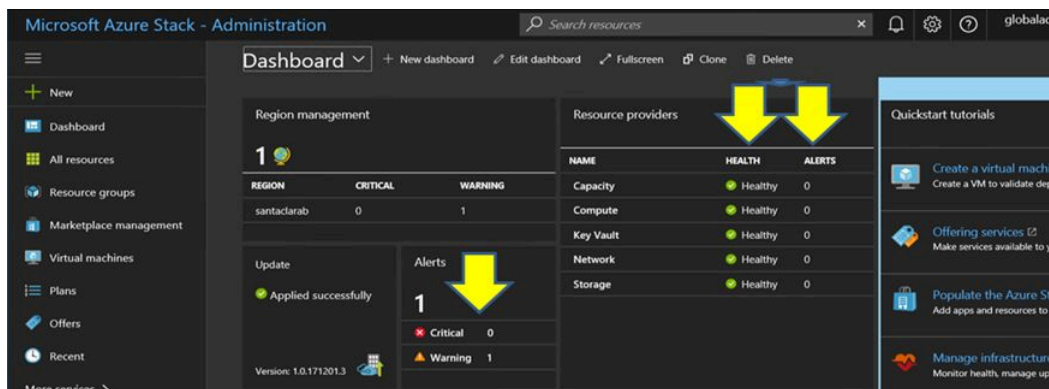 Microsoft Azure Stack - Administration
Search resources
Dashboard
New dashboard
Edit dashboard
Fullscreen
Clone
Delete
New
Dashboard
All resources
Resource groups
Marketplace management
Virtual machines
Plans
Offers
Recent
Region management
1
REGION CRITICAL WARNING
santaclarab 0 1
Update
Applied successfully
Version: 1.0.171201.3
Alerts
1
Critical 0
Warning 1
Resource providers
NAME HEALTH ALERTS
Capacity Healthy 0
Compute Healthy 0
Key Vault Healthy 0
Network Healthy 0
Storage Healthy 0
Quickstart tutorials
Create a virtual
Create a VM to validate
Offering services
Make services available to
Populate the Azure
Add apps and resources to
Manage infrastructure
Monitor health, manage